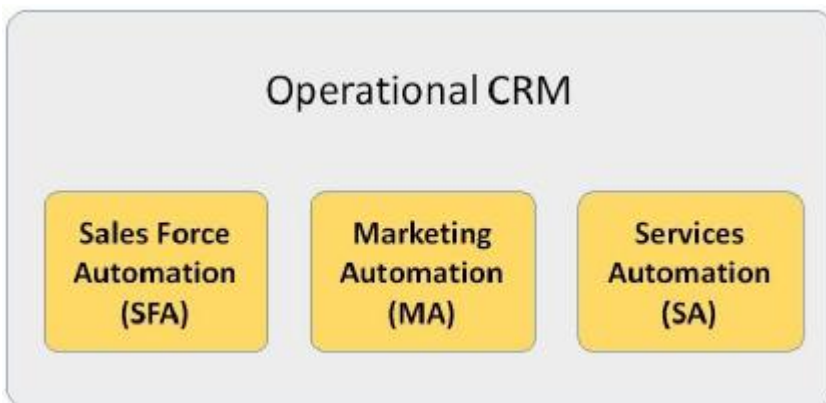 Operational CRM
Sales Force
Automation
(SFA)
Marketing
Automation
(MA)
Services
Automation
(SA)